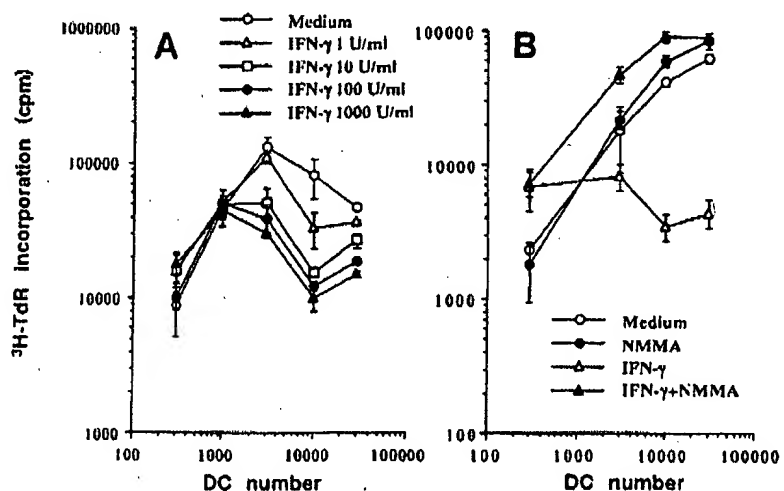 A
Medium
IFN-γ 1 U/ml
IFN-γ 10 U/ml
IFN-γ 100 U/ml
IFN-γ 1000 U/ml
³H-TdR incorporation (cpm)
1000000
100000
10000
1000
100
1000
10000
100000
DC number
B
100000
10000
1000
100
100
1000
10000
100000
DC number
Medium
NMMA
IFN-γ
IFN-γ+NMMA